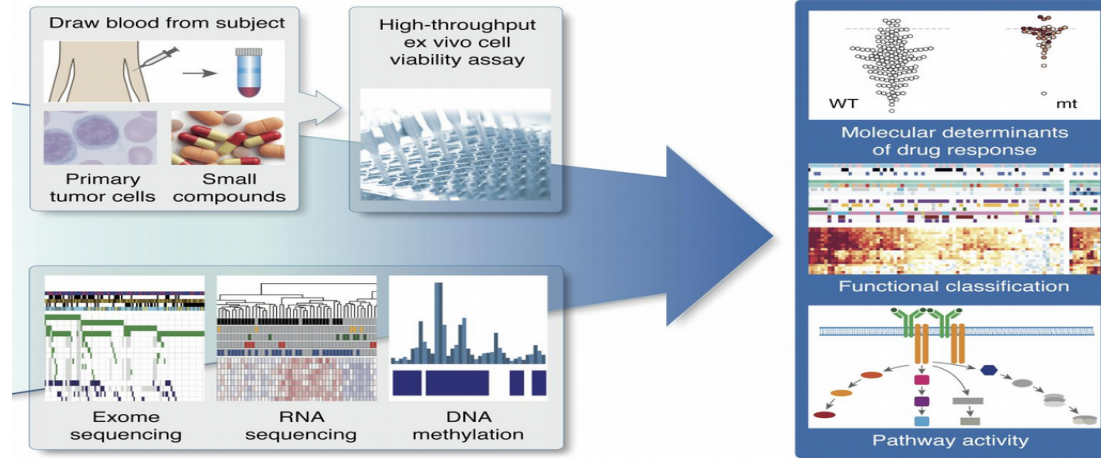 Draw blood from subject
Primary
tumor cells
Small
compounds
High-throughput
ex vivo cell
viability assay
Exome
sequencing
RNA
sequencing
DNA
methylation
WT
mt
Molecular determinants
of drug response
Functional classification
Pathway activity